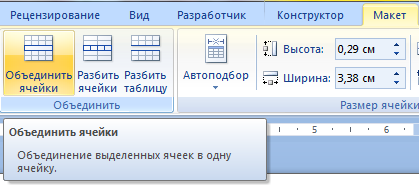 Рецензирование Вид Разработчик Конструктор Макет
Объединить ячейки
Разбить ячейки
Разбить таблицу
Объединить
Автоподбор
Высота: 0,29 см
Ширина: 3,38 см
Размер ячейки
Объединить ячейки
Объединение выделенных ячеек в одну
ячейку.
5 6